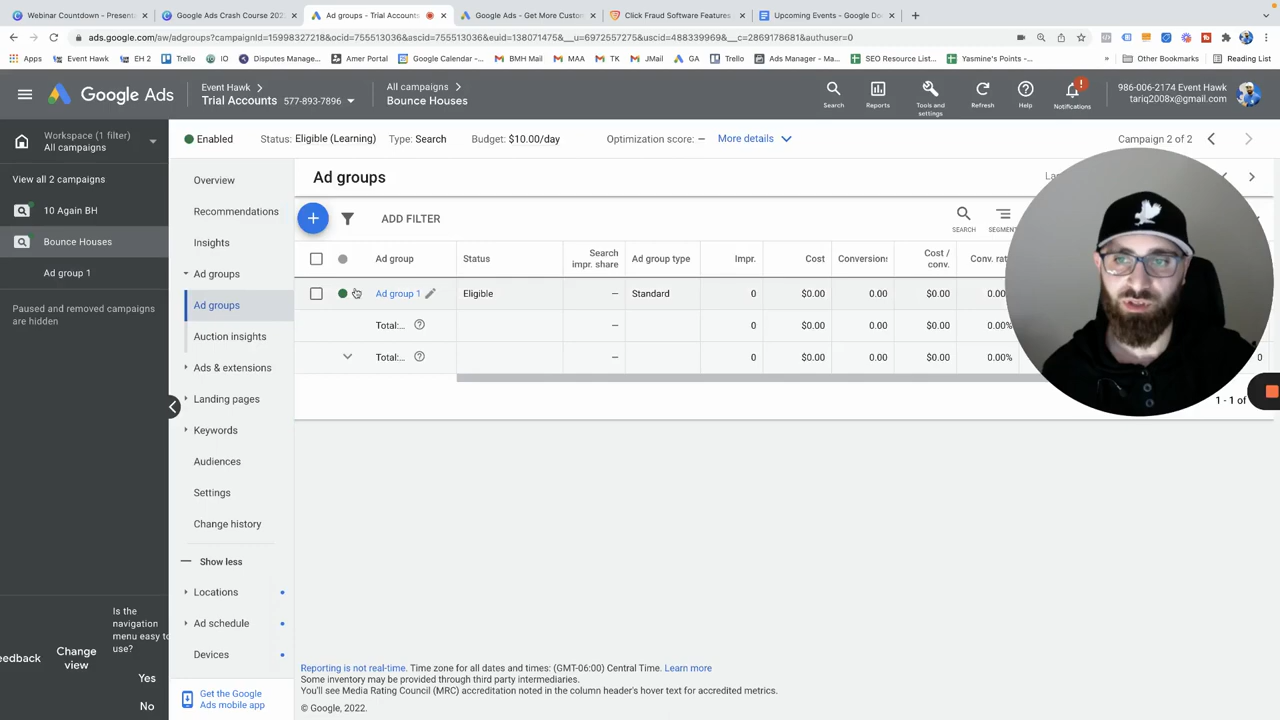 Webinar Countdown - Present
Google Ads Crash Course 202
Ad groups - Trial Accounts
Google Ads - Get More Custo
Click Fraud Software Features
Upcoming Events - Google Do
ads.google.com/aw/adgroups?campaignId=15998327218&ocid=755513036&ascid=755513036&euid=138071475&__u=6972557275&uscid=488339969&__c=2869178681&authuser=0
Apps
Event Hawk
EH 2
Trello
IO
Disputes Manage...
Amer Portal
Google Calendar -...
BMH Mail
MAA
TK
JMail
GA
Trello
Ads Manager - Ma...
SEO Resource List...
*Yasmine's Points -...
»
Other Bookmarks
Reading List
Google Ads
Event Hawk
Trial Accounts 577-893-7896
All campaigns
Bounce Houses
Search
Reports
Tools and settings
Refresh
Help
!
Notifications
986-006-2174 Event Hawk
tariq2008x@gmail.com
Workspace (1 filter)
All campaigns
View all 2 campaigns
10 Again BH
Bounce Houses
Ad group 1
Paused and removed campaigns
are hidden
Is the
navigation
menu easy to
use?
eedback
Change
view
Yes
No
Enabled
Status: Eligible (Learning)
Type: Search
Budget: $10.00/day
Optimization score: —
More details
Campaign 2 of 2
Overview
Recommendations
Insights
Ad groups
Ad groups
Auction insights
Ads & extensions
Landing pages
Keywords
Audiences
Settings
Change history
Show less
Locations
Ad schedule
Devices
Get the Google
Ads mobile app
Ad groups
ADD FILTER
SEARCH
SEGMEN
Ad group
Status
Search
impr. share
Ad group type
Impr.
Cost
Conversions
Cost /
conv.
Conv. rat
Ad group 1
Eligible
—
Standard
0
$0.00
0.00
$0.00
0.00
Total:...
—
0
$0.00
0.00
$0.00
0.00%
Total:...
—
0
$0.00
0.00
$0.00
0.00%
0
1 - 1 of
Reporting is not real-time. Time zone for all dates and times: (GMT-06:00) Central Time. Learn more
Some inventory may be provided through third party intermediaries.
You'll see Media Rating Council (MRC) accreditation noted in the column header's hover text for accredited metrics.
© Google, 2022.